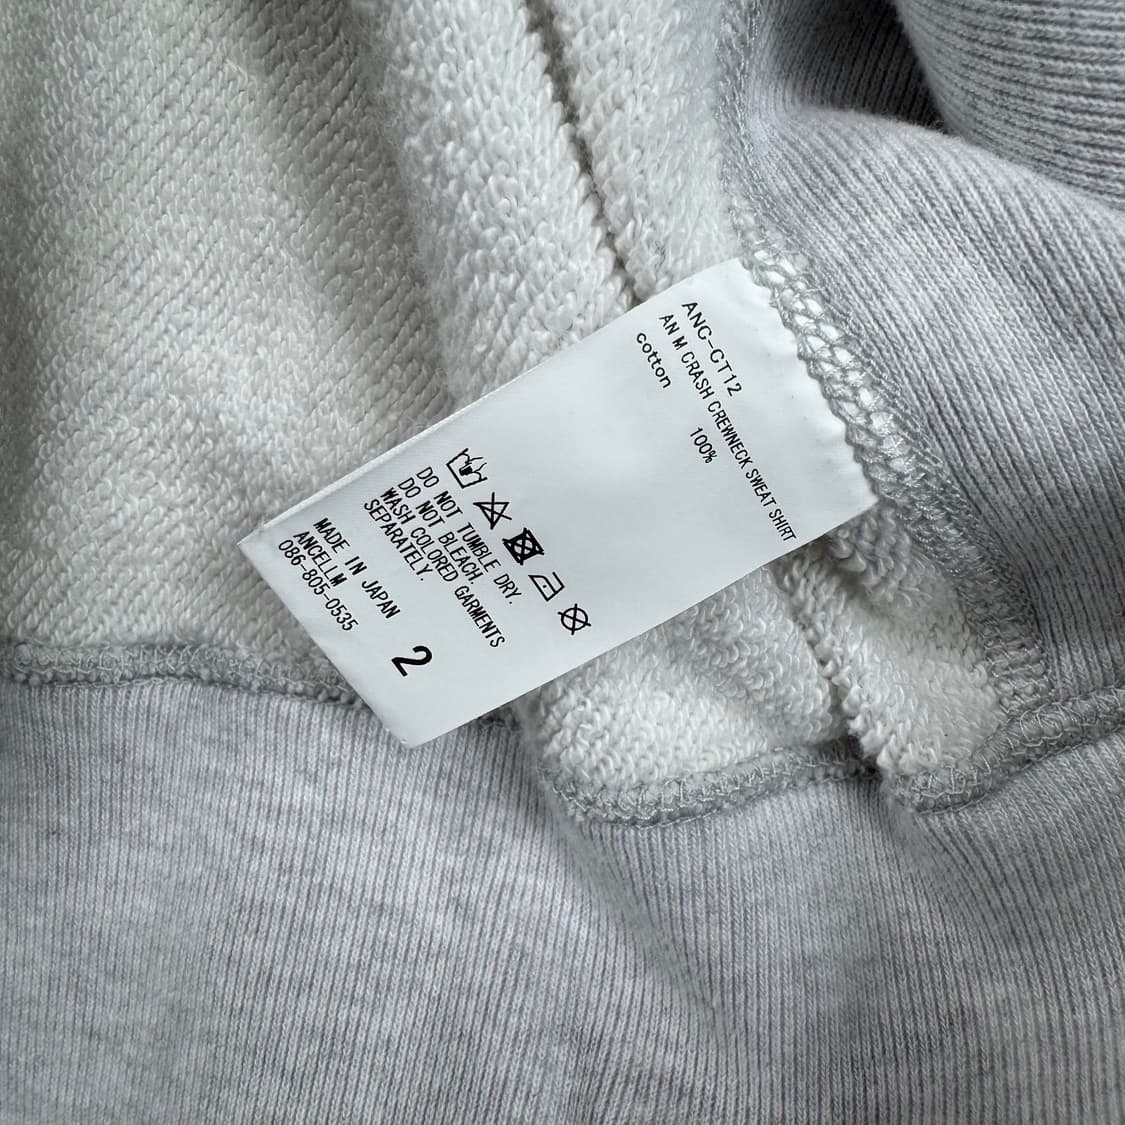 ANC-CT12
AN M CRASH CREWNECK SWEAT SHIRT
cotton 100%
DO NOT TUMBLE DRY.
DO NOT BLEACH.
WASH COLORED GARMENTS
SEPARATELY.
MADE IN JAPAN
ANCELLM
086-805-0535
2